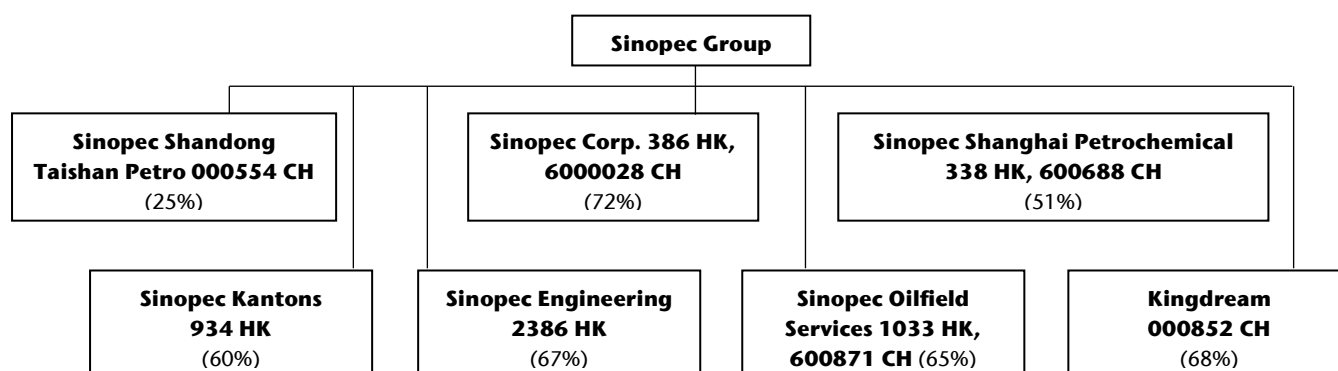 Sinopec Group
Sinopec Shandong
Taishan Petro 000554 CH
(25%)
Sinopec Corp. 386 HK,
6000028 CH
(72%)
Sinopec Shanghai Petrochemical
338 HK, 600688 CH
(51%)
Sinopec Kantons
934 HK
(60%)
Sinopec Engineering
2386 HK
(67%)
Sinopec Oilfield
Services 1033 HK,
600871 CH (65%)
Kingdream
000852 CH
(68%)